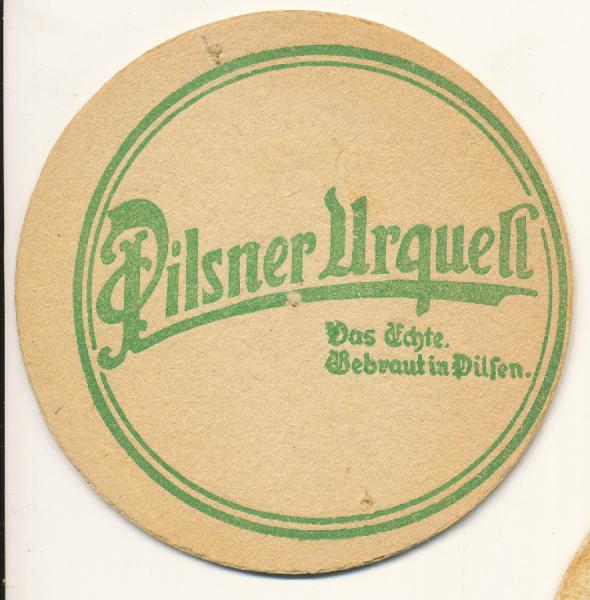 Pilsner Urquell
Das Echte.
Gebraut in Pilsen.